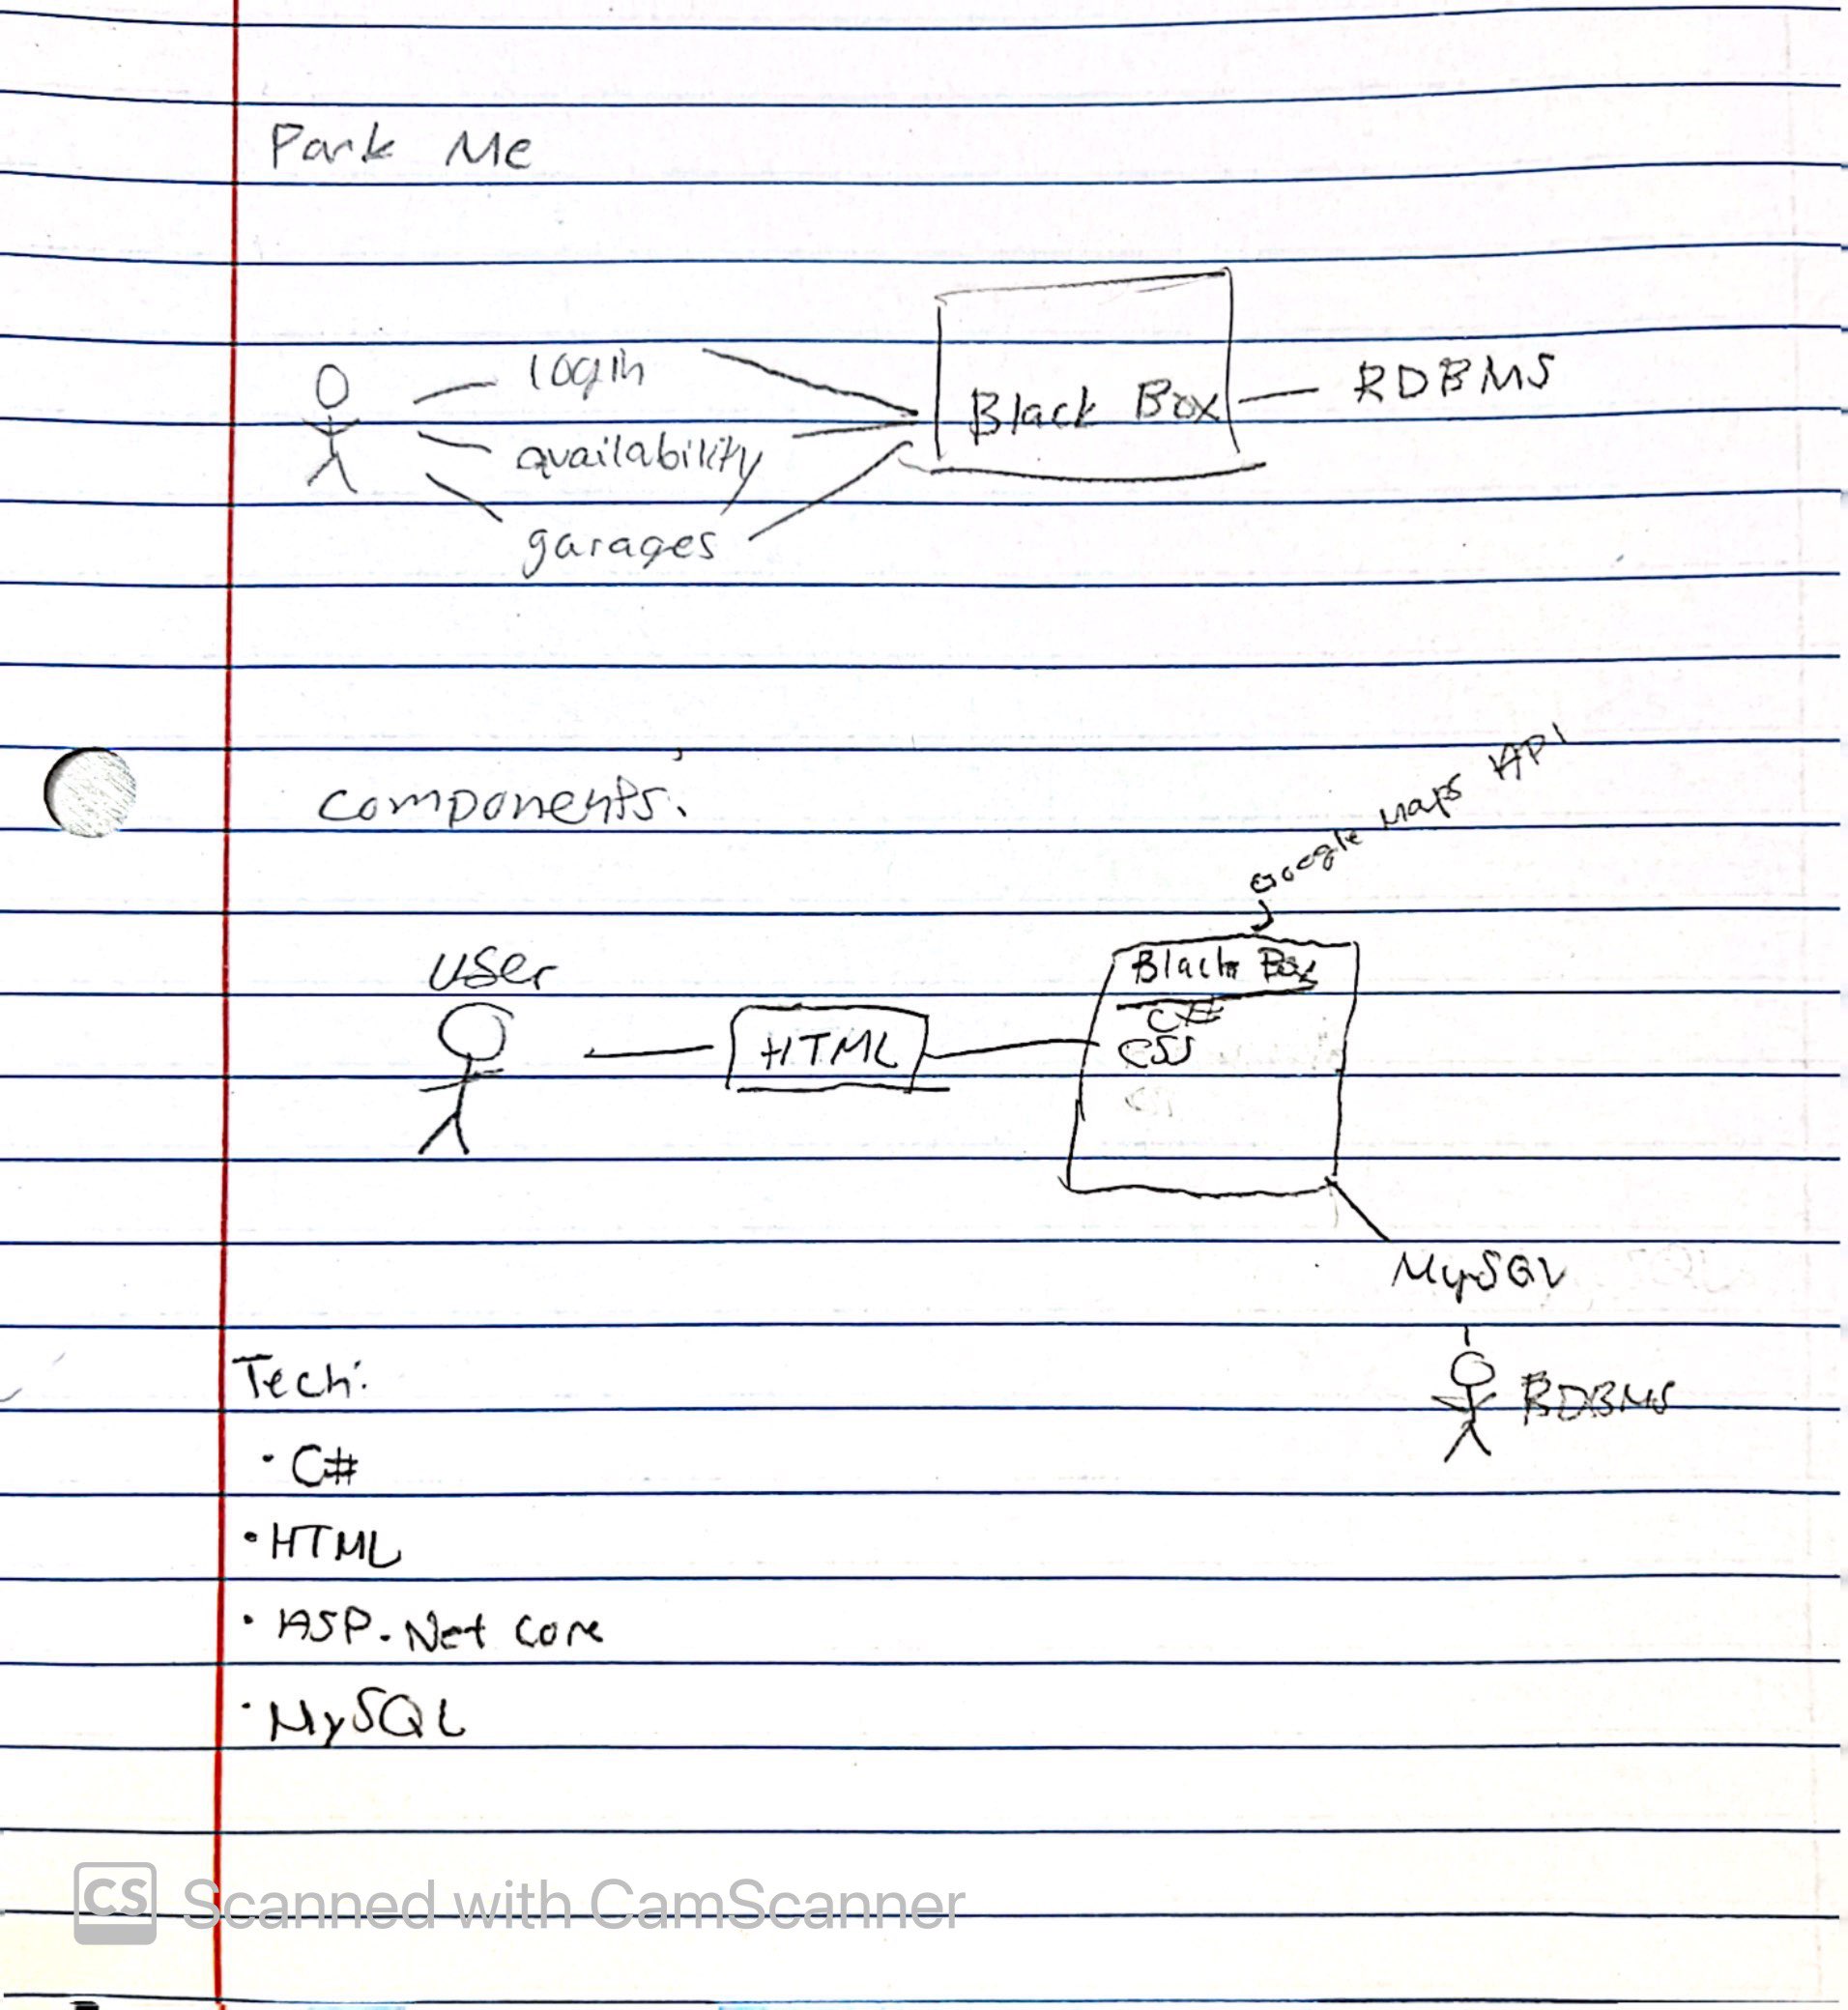 Park Me
login
availability
garages
Black Box
RDBMS
components:
Google Maps API
user
HTML
Black Box
C#
CSS
MySQL
RDBMS
Tech:
• C#
• HTML
• ASP.Net Core
• MySQL
CS Scanned with CamScanner